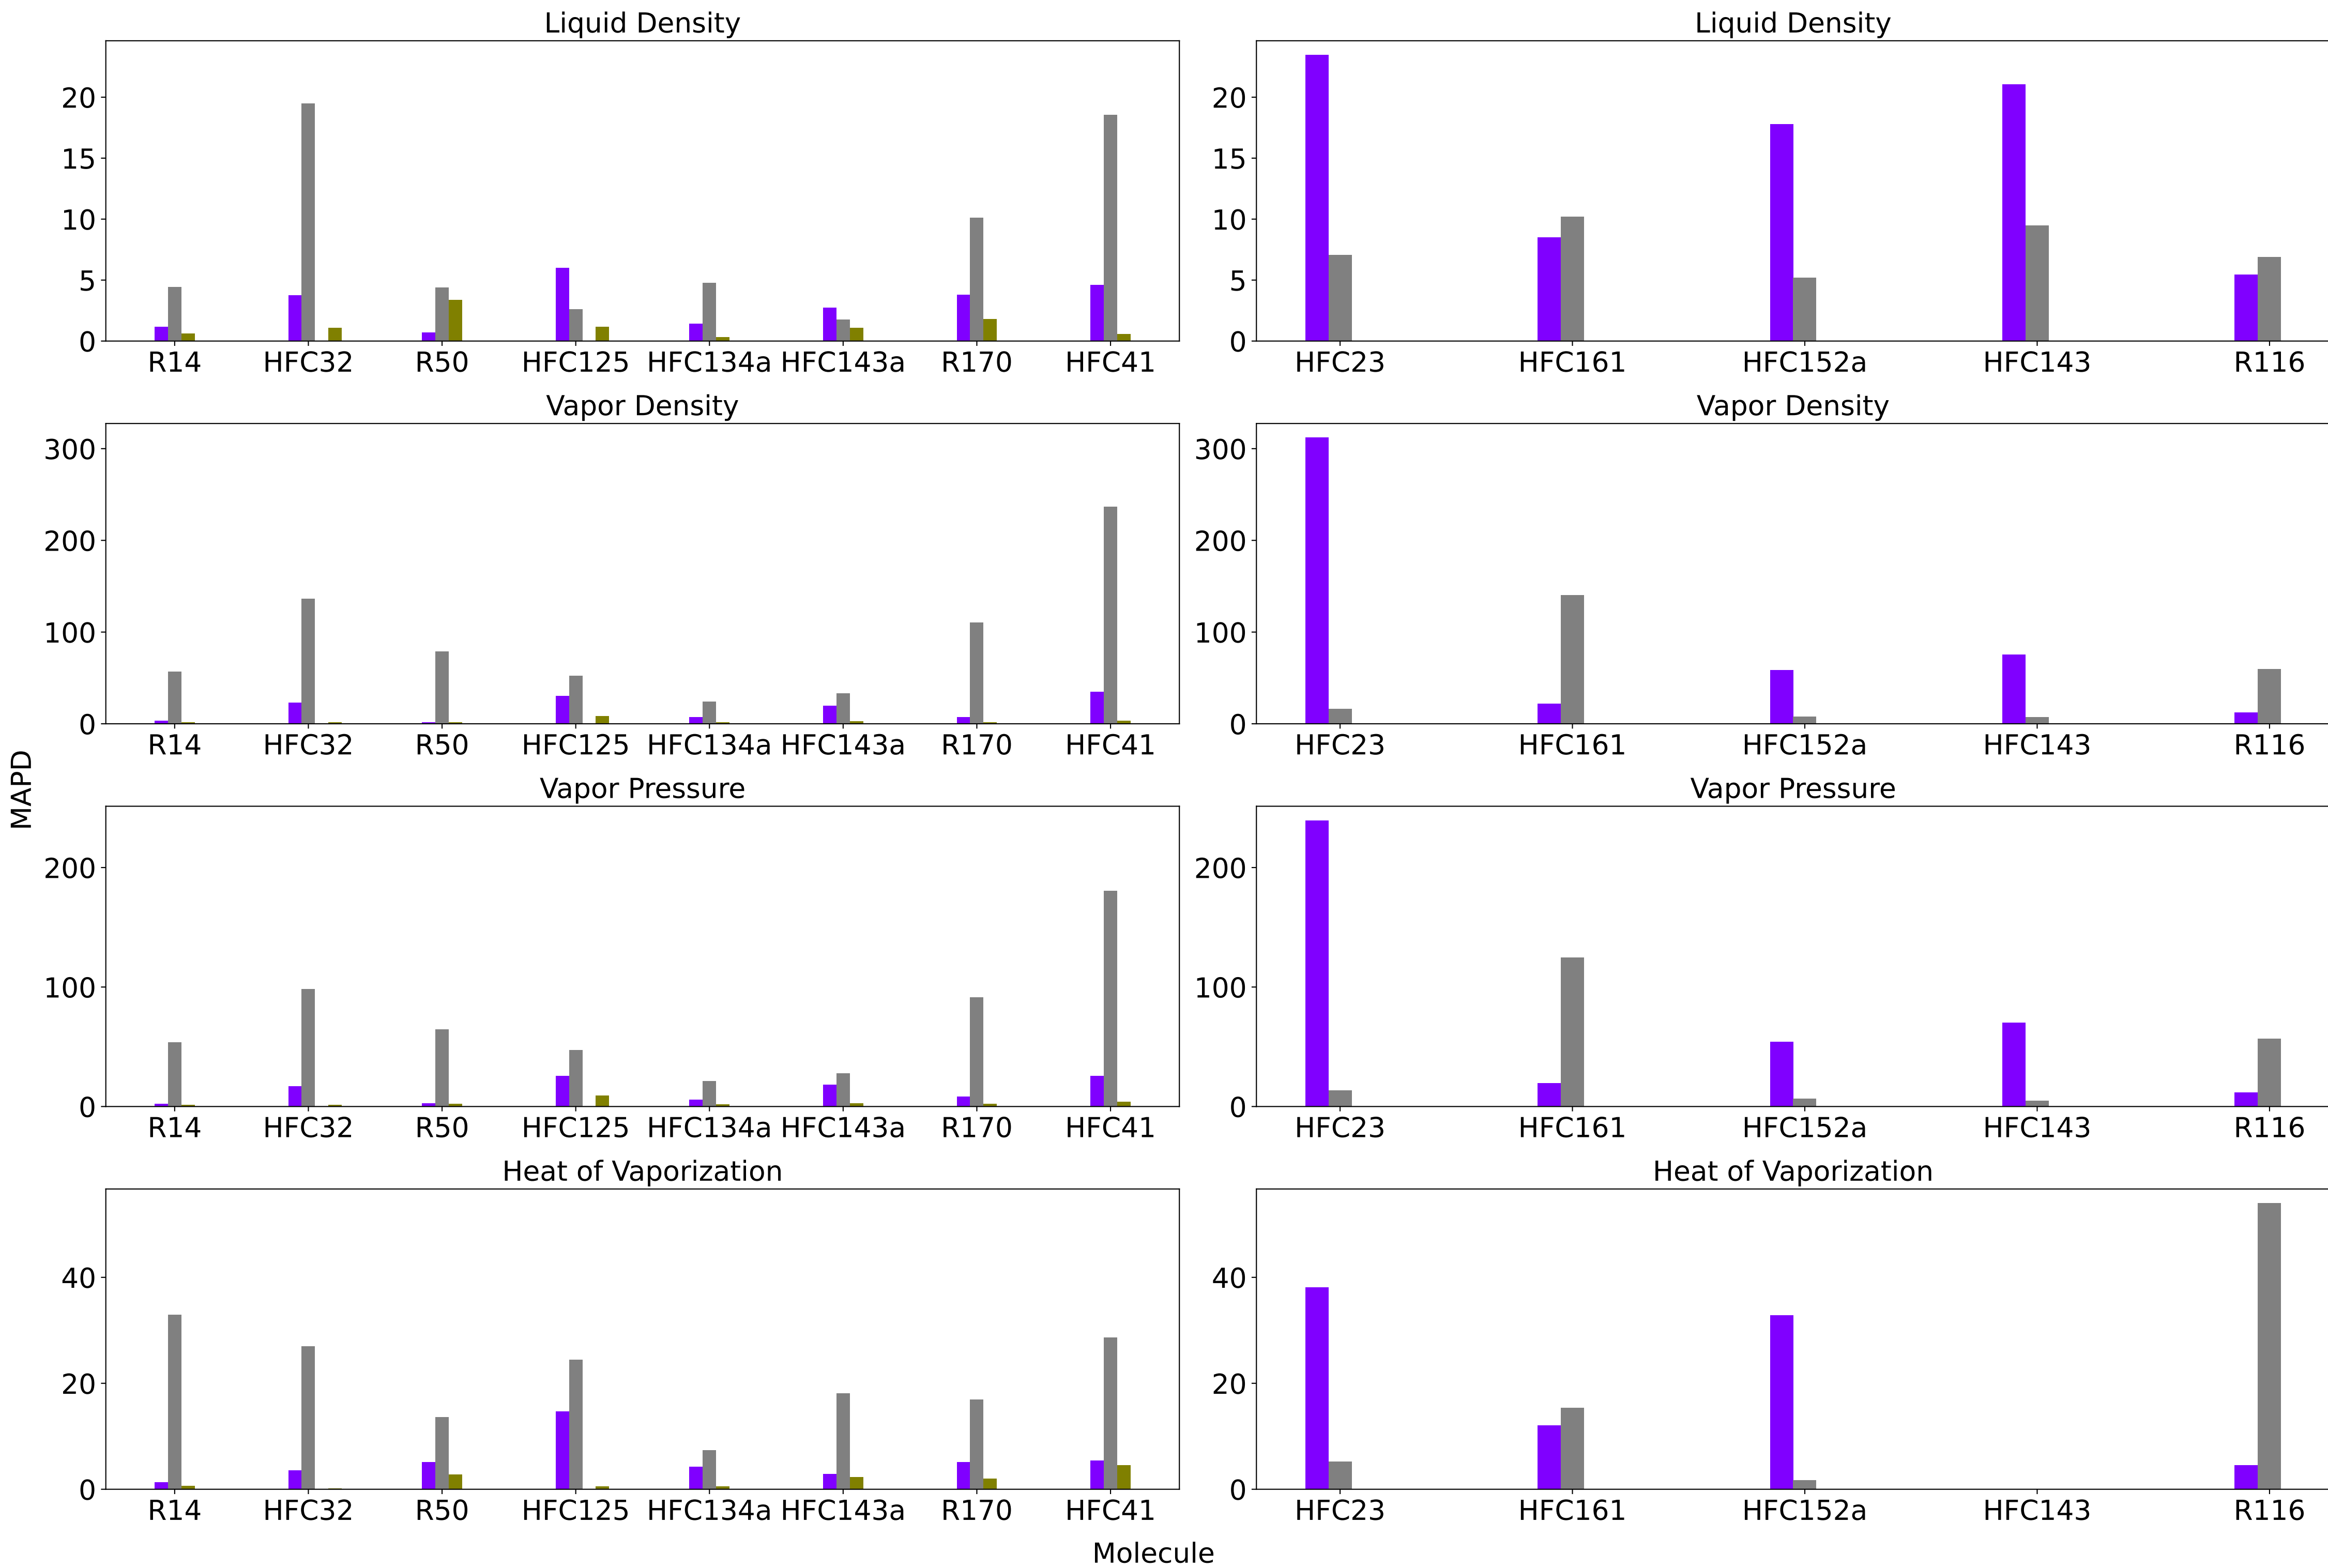 Liquid Density
20
15
10
5
0
R14 HFC32 R50 HFC125 HFC134a HFC143a R170 HFC41
Liquid Density
20
15
10
5
0
HFC23 HFC161 HFC152a HFC143 R116
Vapor Density
300
200
100
0
R14 HFC32 R50 HFC125 HFC134a HFC143a R170 HFC41
Vapor Density
300
200
100
0
HFC23 HFC161 HFC152a HFC143 R116
MAPD
Vapor Pressure
200
100
0
R14 HFC32 R50 HFC125 HFC134a HFC143a R170 HFC41
Vapor Pressure
200
100
0
HFC23 HFC161 HFC152a HFC143 R116
Heat of Vaporization
40
20
0
R14 HFC32 R50 HFC125 HFC134a HFC143a R170 HFC41
Heat of Vaporization
40
20
0
HFC23 HFC161 HFC152a HFC143 R116
Molecule